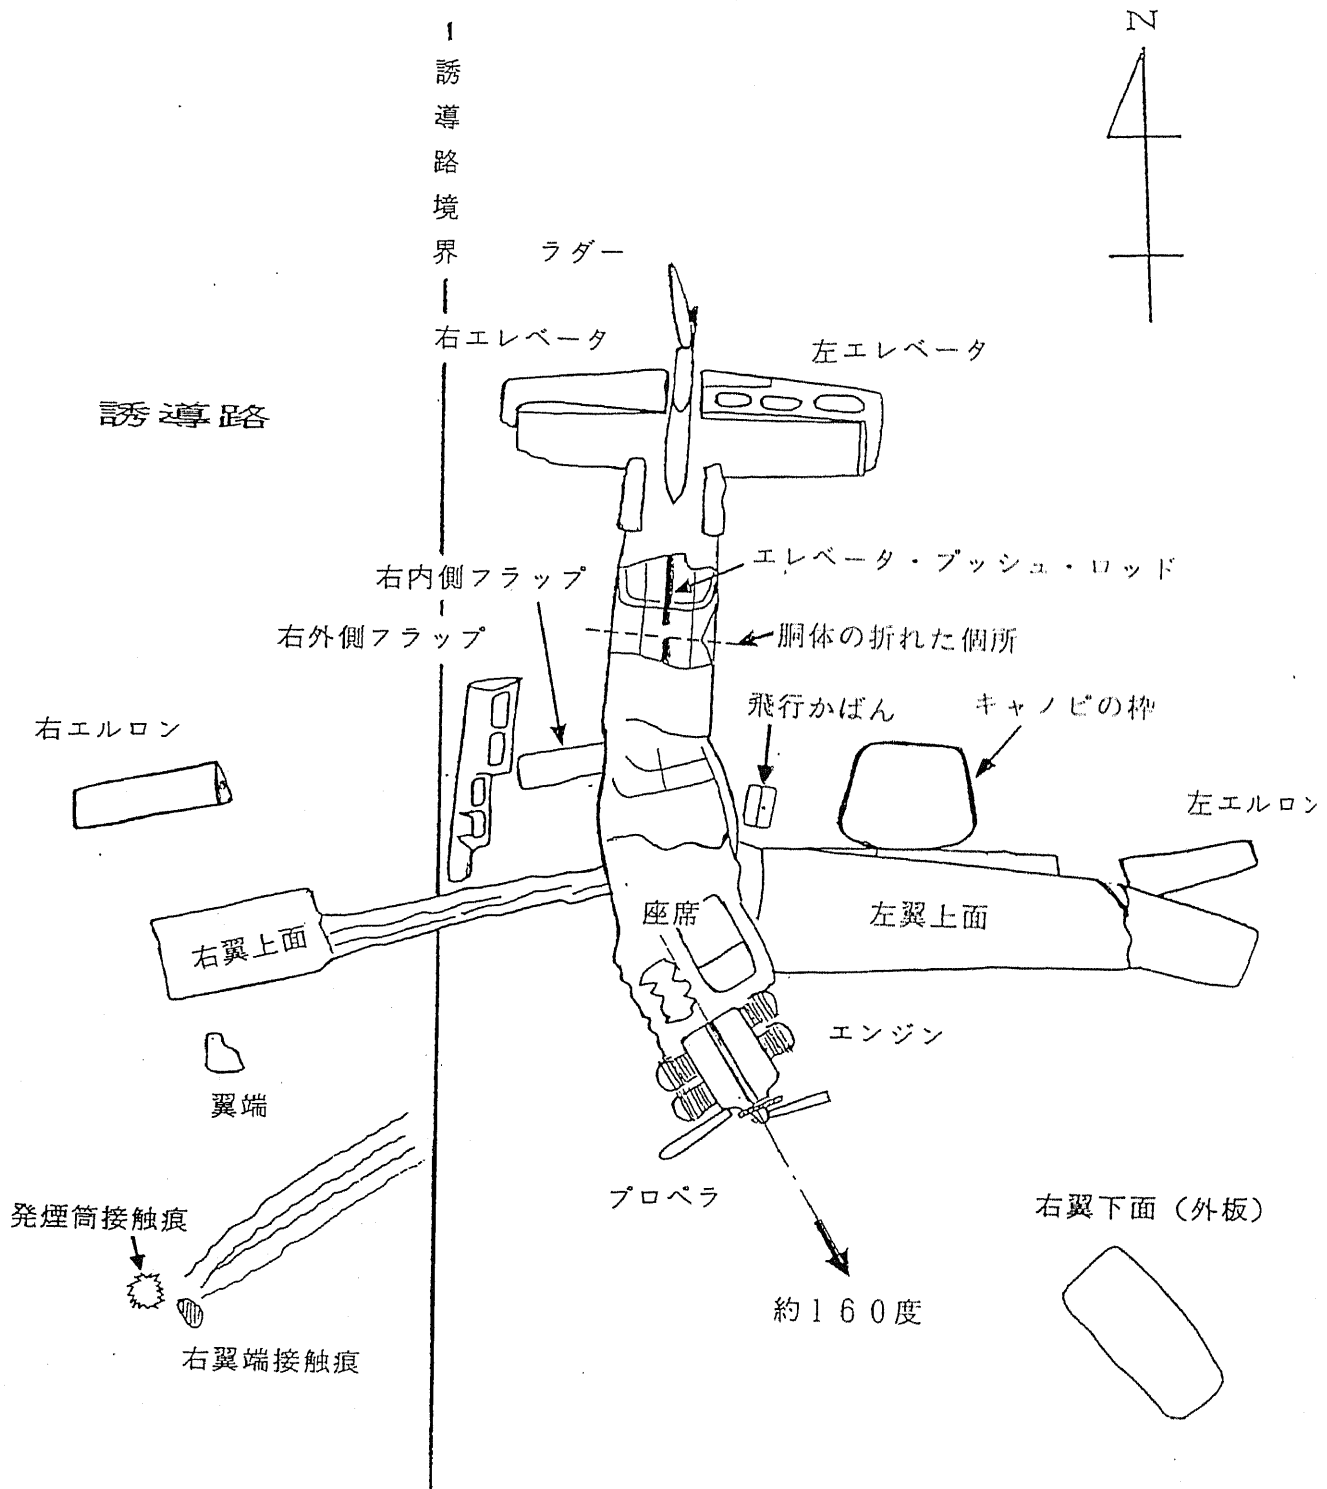 N
誘導路境界
ラダー
右エレベータ
左エレベータ
誘導路
エレベータ・プッシュ・ロッド
右内側フラップ
右外側フラップ
胴体の折れた個所
飛行かばん
キャノピの枠
右エルロン
左エルロン
座席
左翼上面
右翼上面
エンジン
翼端
プロペラ
右翼下面（外板）
発煙筒接触痕
約１６０度
右翼端接触痕